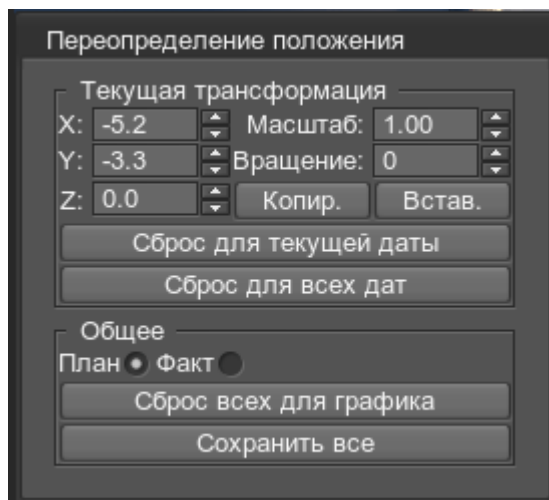 Переопределение положения
Текущая трансформация
X: -5.2 Масштаб: 1.00
Y: -3.3 Вращение: 0
Z: 0.0 Копир. Встав.
Сброс для текущей даты
Сброс для всех дат
Общее
План Факт
Сброс всех для графика
Сохранить все